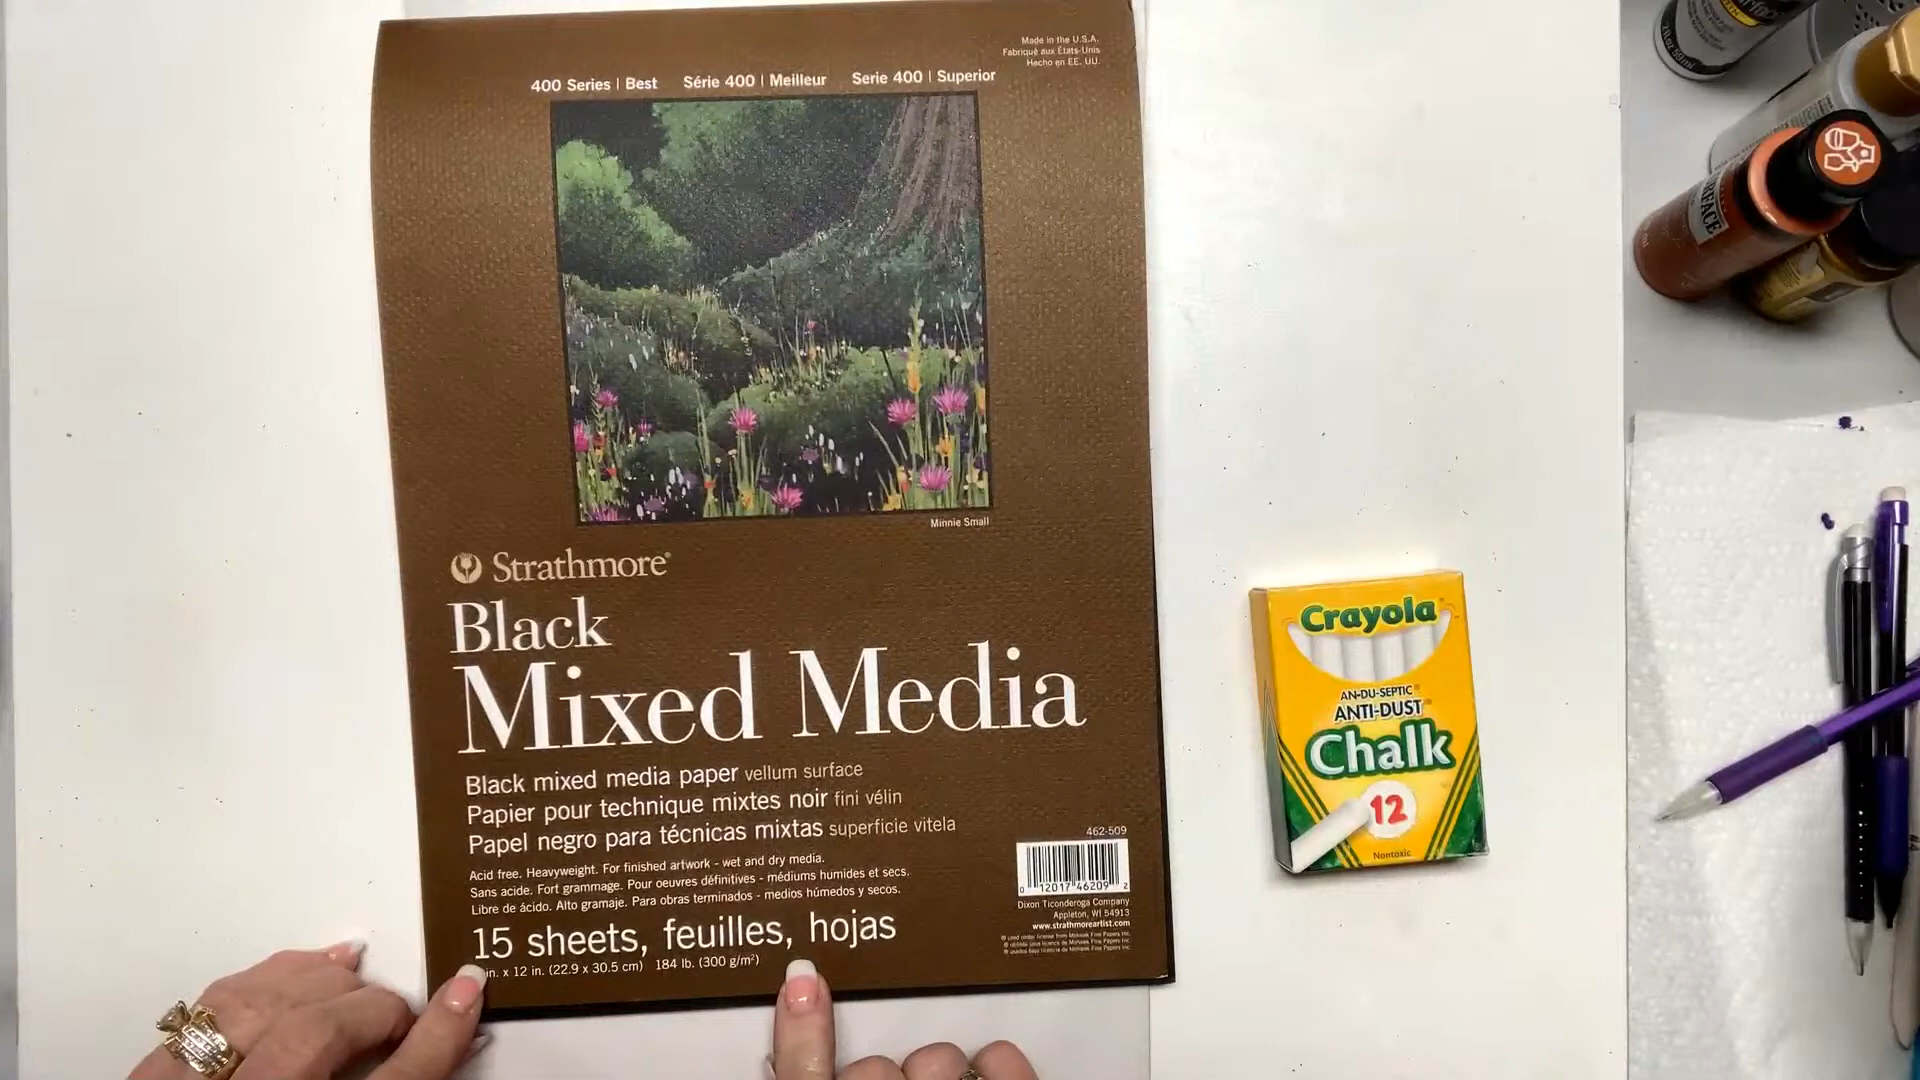 Made in the U.S.A.
Fabriqué aux États-Unis
Hecho en EE. UU.
400 Series | Best Série 400 | Meilleur Serie 400 | Superior
Minnie Small
Strathmore®
Black
Mixed Media
Black mixed media paper vellum surface
Papier pour technique mixtes noir fini vélin
Papel negro para técnicas mixtas superficie vitela
Acid free. Heavyweight. For finished artwork - wet and dry media.
Sans acide. Fort grammage. Pour oeuvres définitives - médiums humides et secs.
Libre de ácido. Alto gramaje. Para obras terminados - medios húmedos y secos.
15 sheets, feuilles, hojas
in. x 12 in. (22.9 x 30.5 cm) 184 lb. (300 g/m²)
462-509
0 12017 46209 2
Dixon Ticonderoga Company
Appleton, WI 54913
www.strathmoreartist.com
Crayola
AN-DU-SEPTIC®
ANTI-DUST
Chalk
12
Nontoxic